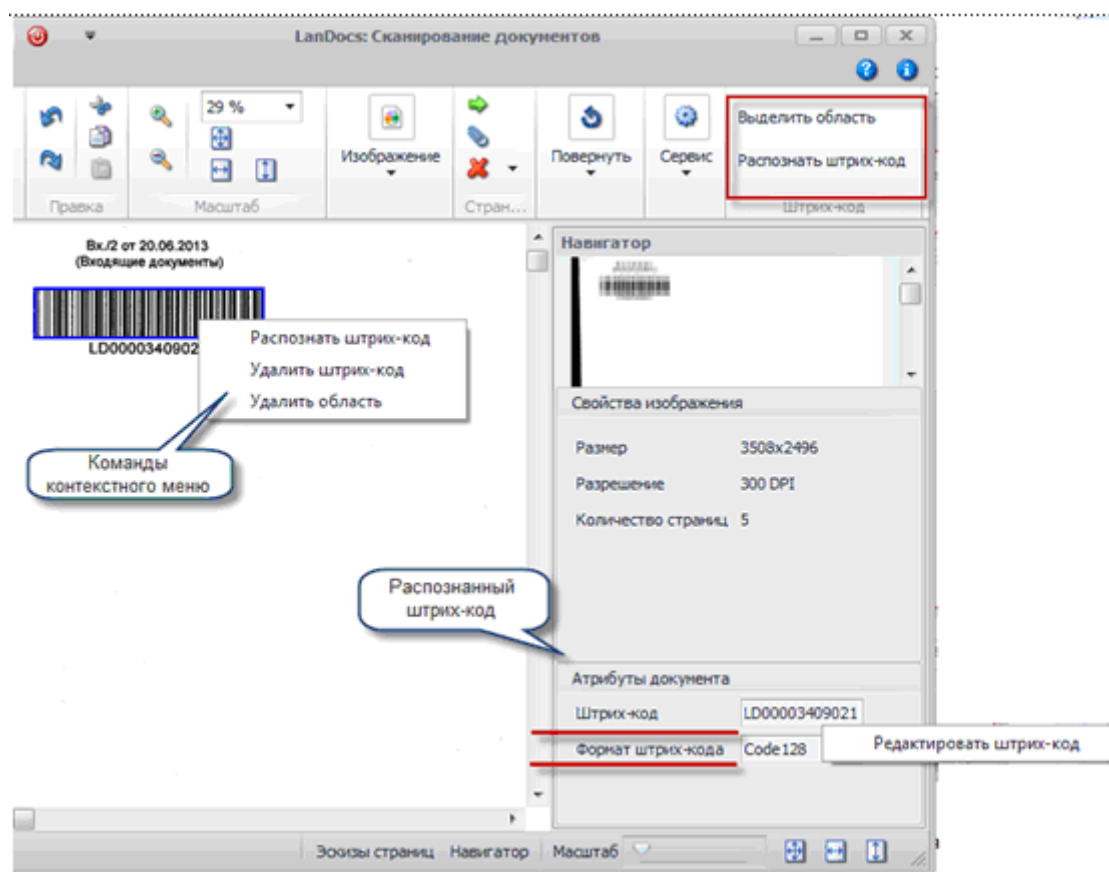 LanDocs: Сканирование документов
29 %
Изображение
Повернуть
Сервис
Выделить область
Распознать штрих-код
Правка
Масштаб
Стран...
Штрих-код
Вх./2 от 20.06.2013
(Входящие документы)
LD0000340902
Распознать штрих-код
Удалить штрих-код
Удалить область
Команды
контекстного меню
Навигатор
Свойства изображения
Размер 3508x2496
Разрешение 300 DPI
Количество страниц 5
Распознанный
штрих-код
Атрибуты документа
Штрих-код LD00003409021
Формат штрих-кода Code128
Редактировать штрих-код
Эскизы страниц Навигатор Масштаб